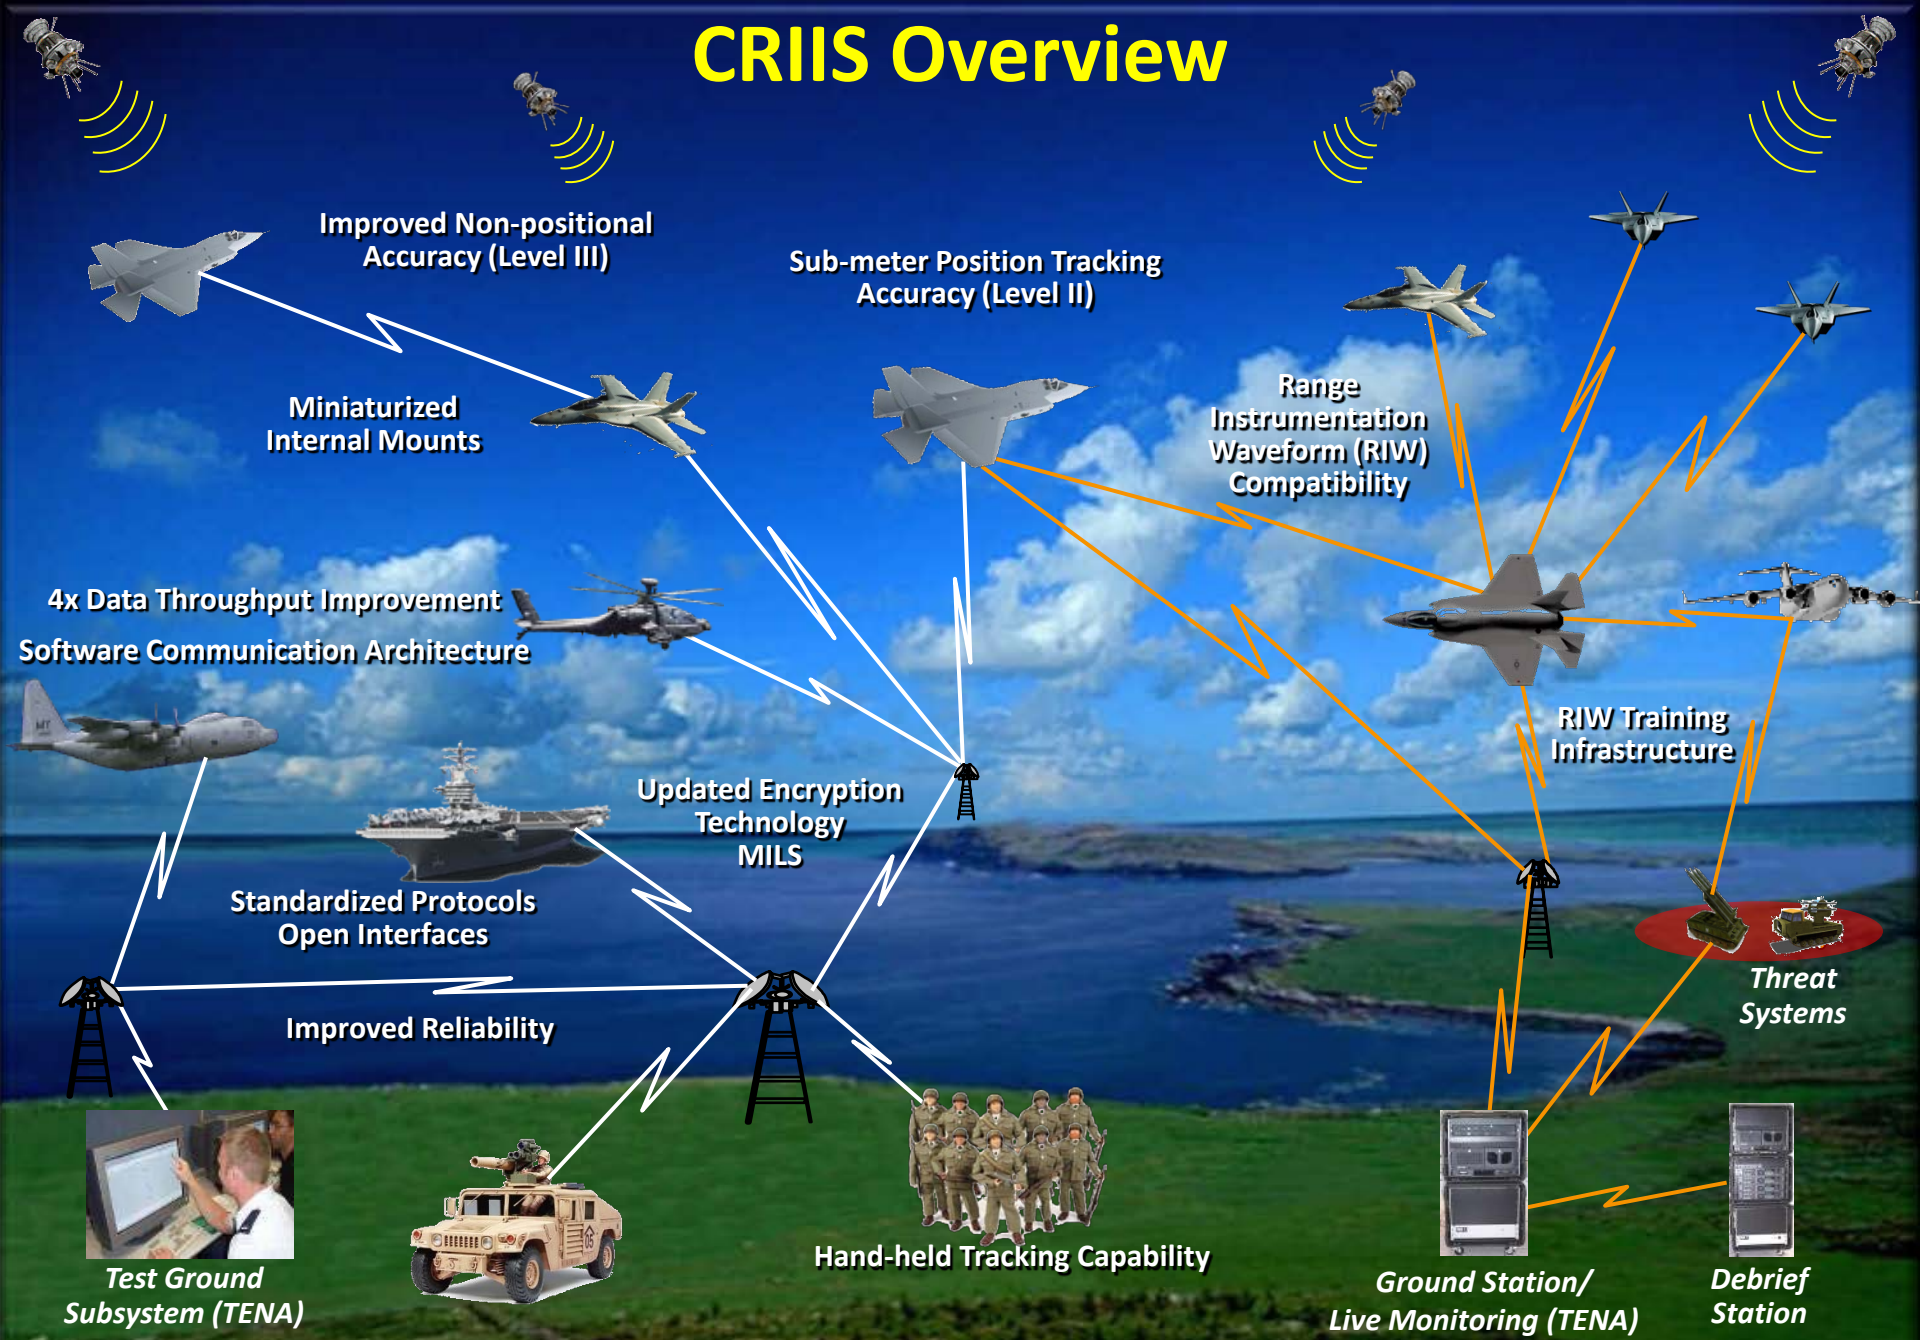 CRIIS Overview
Improved Non-positional
Accuracy (Level III)
Sub-meter Position Tracking
Accuracy (Level II)
Miniaturized
Internal Mounts
Range
Instrumentation
Waveform (RIW)
Compatibility
4x Data Throughput Improvement
Software Communication Architecture
RIW Training
Infrastructure
Updated Encryption
Technology
MILS
Standardized Protocols
Open Interfaces
Improved Reliability
Threat
Systems
Hand-held Tracking Capability
Test Ground
Subsystem (TENA)
Ground Station/
Live Monitoring (TENA)
Debrief
Station